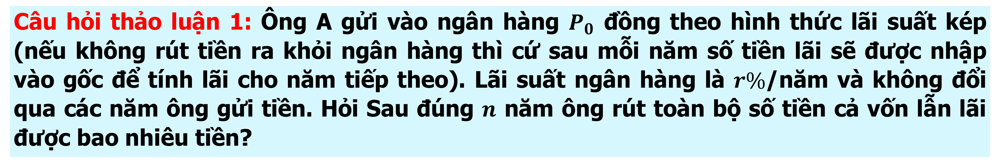 Câu hỏi thảo luận 1: Ông A gửi vào ngân hàng P₀ đồng theo hình thức lãi suất kép
(nếu không rút tiền ra khỏi ngân hàng thì cứ sau mỗi năm số tiền lãi sẽ được nhập
vào gốc để tính lãi cho năm tiếp theo). Lãi suất ngân hàng là r%/năm và không đổi
qua các năm ông gửi tiền. Hỏi Sau đúng n năm ông rút toàn bộ số tiền cả vốn lẫn lãi
được bao nhiêu tiền?